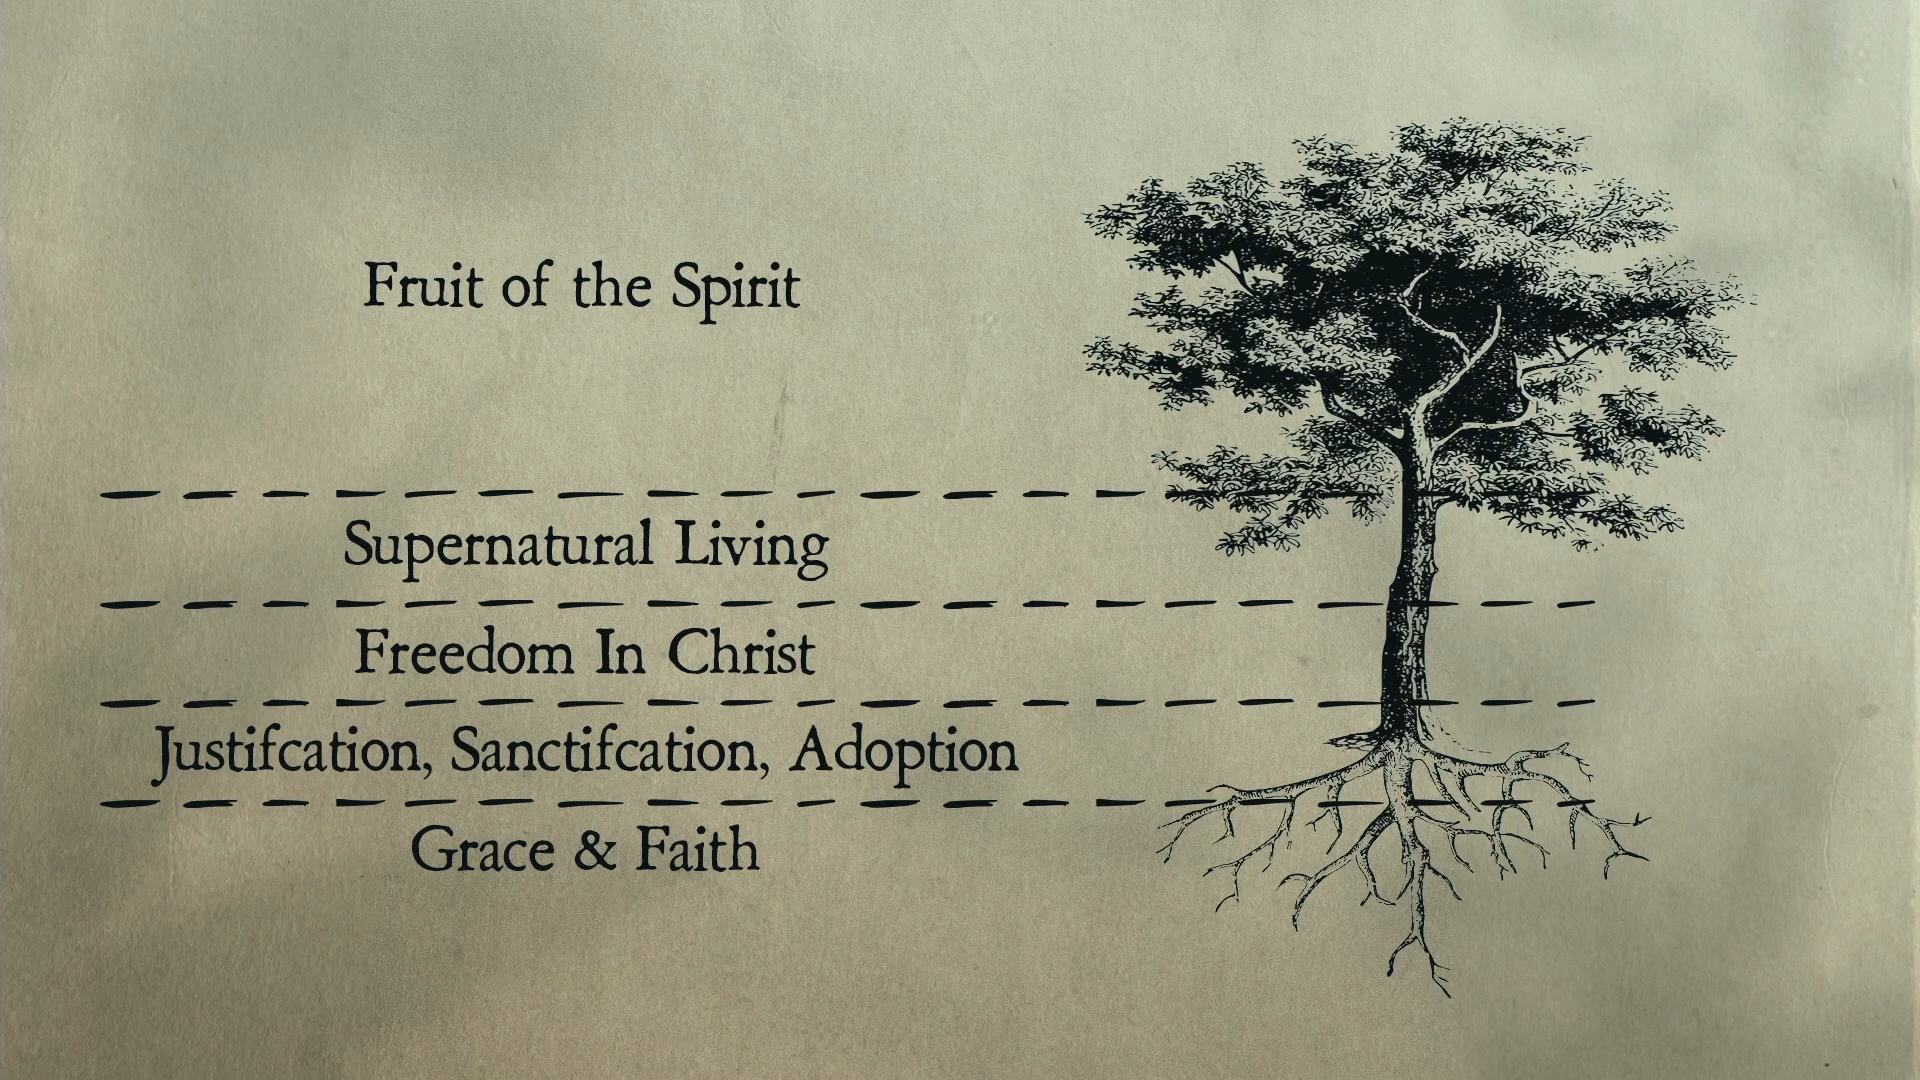 Fruit of the Spirit
Supernatural Living
Freedom In Christ
Justifcation, Sanctifcation, Adoption
Grace & Faith